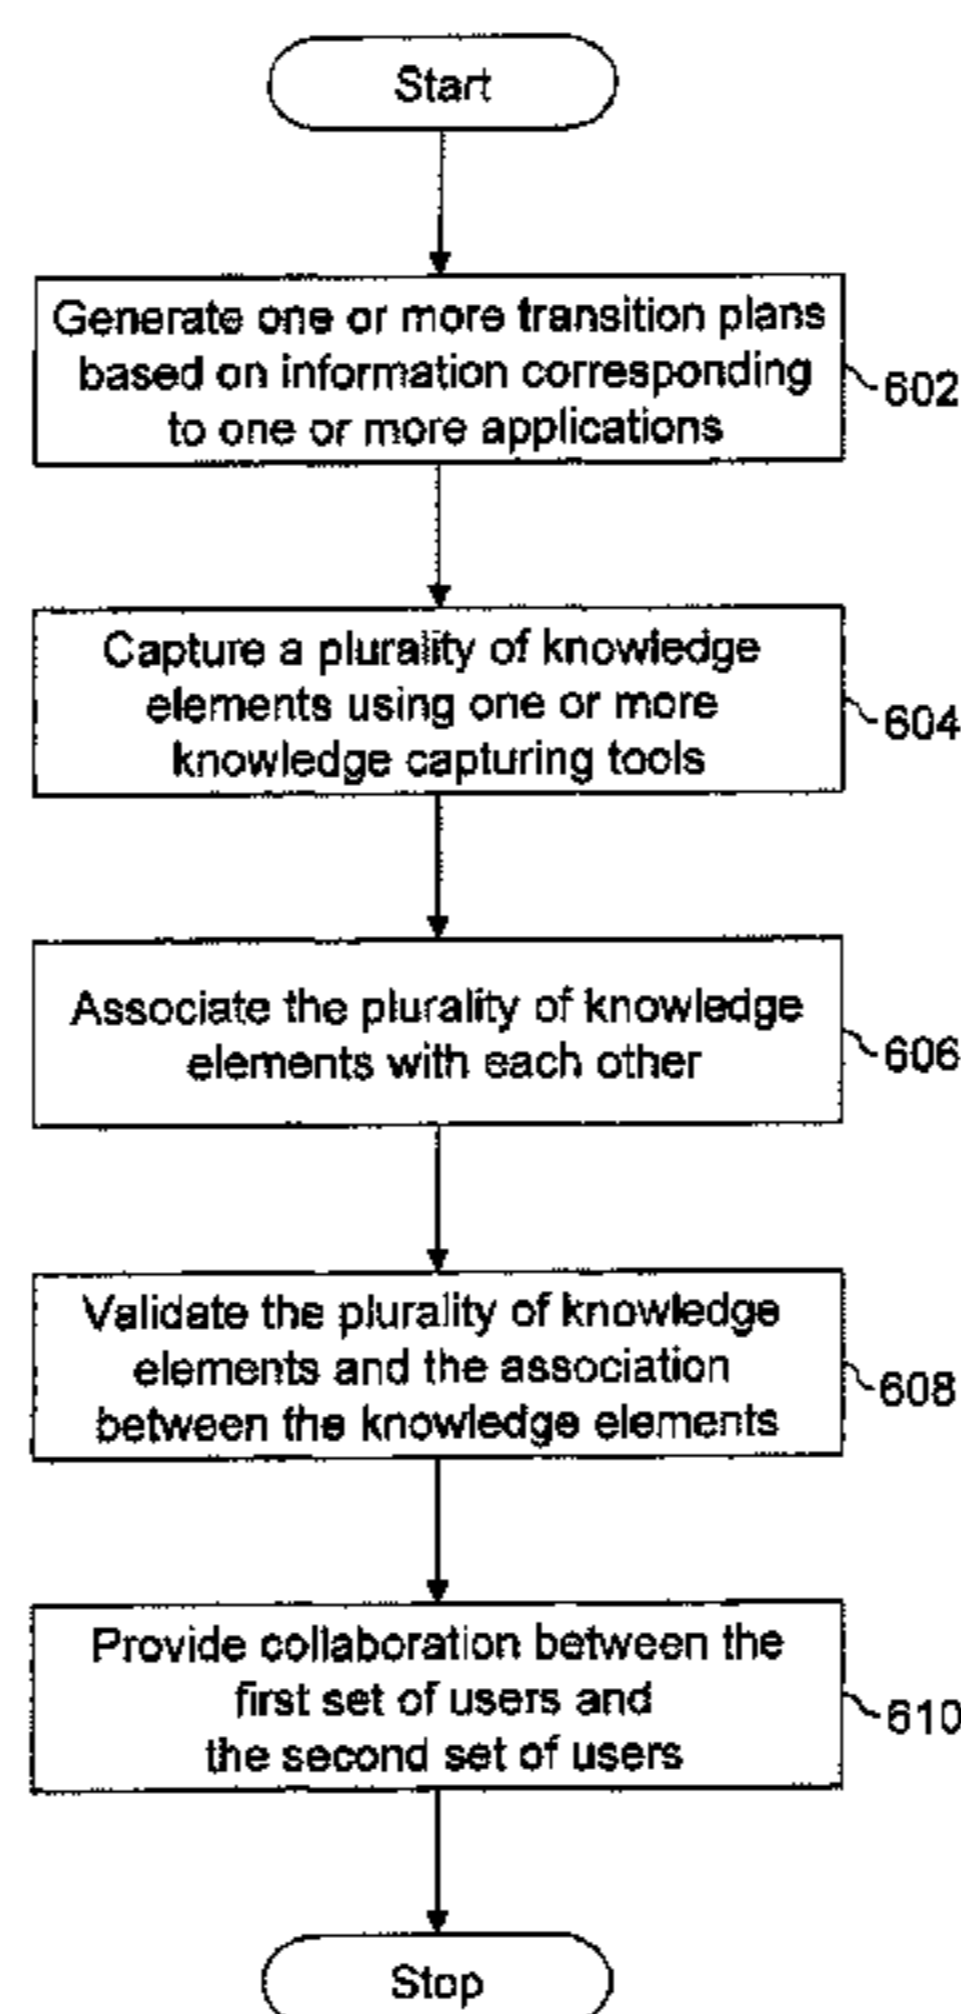 Start
Generate one or more transition plans
based on information corresponding
to one or more applications
602
Capture a plurality of knowledge
elements using one or more
knowledge capturing tools
604
Associate the plurality of knowledge
elements with each other
606
Validate the plurality of knowledge
elements and the association
between the knowledge elements
608
Provide collaboration between the
first set of users and
the second set of users
610
Stop